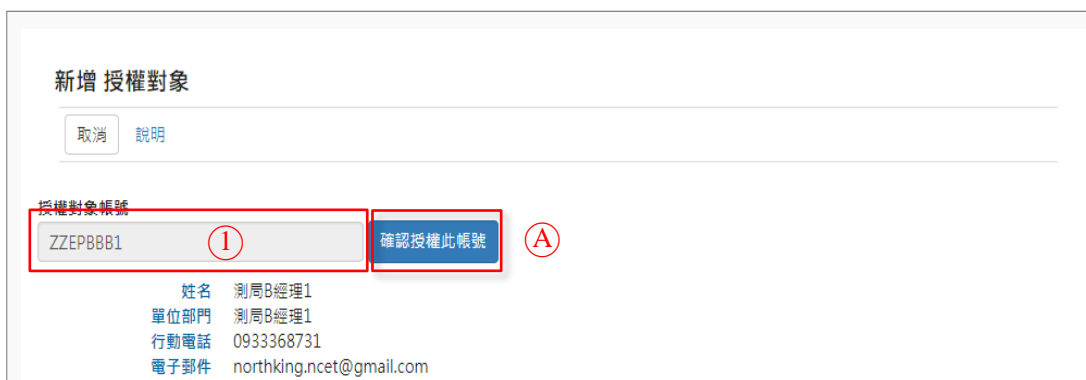 新增 授權對象
取消 說明
授權對象帳號
ZZEPBBB1 ① 確認授權此帳號 Ⓐ
姓名 測局B經理1
單位部門 測局B經理1
行動電話 0933368731
電子郵件 northking.ncet@gmail.com